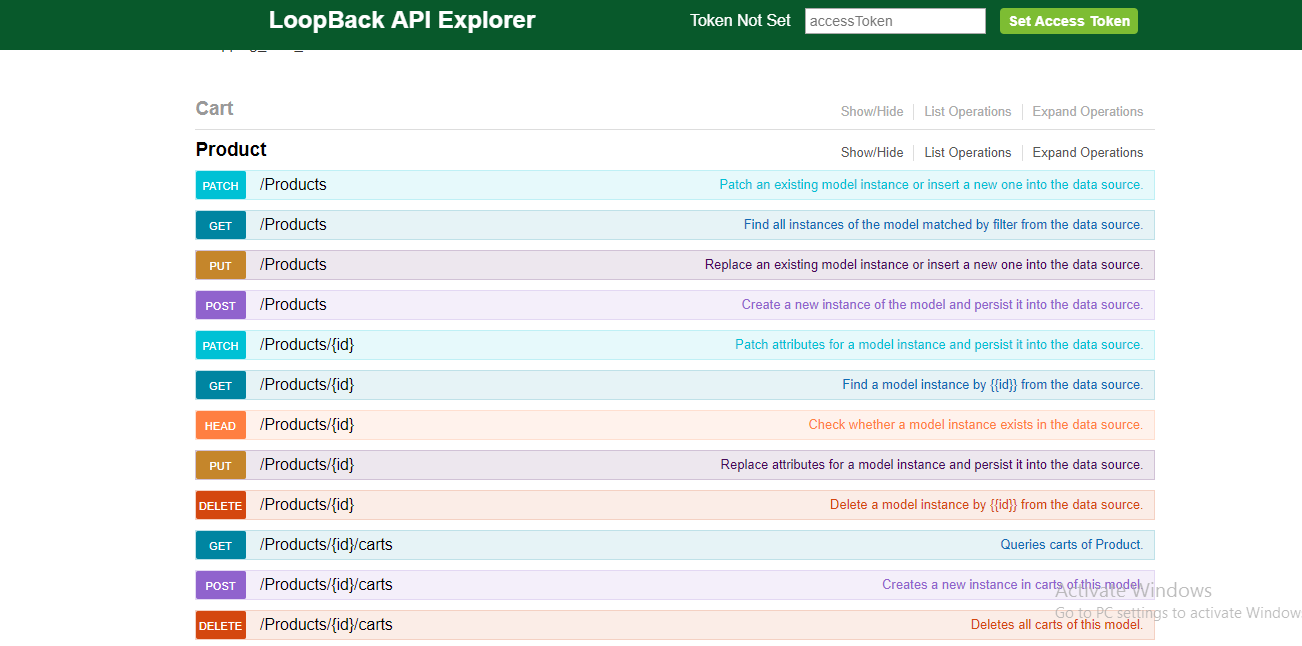 LoopBack API Explorer Token Not Set accessToken Set Access Token
Cart Show/Hide List Operations Expand Operations
Product Show/Hide List Operations Expand Operations
PATCH /Products Patch an existing model instance or insert a new one into the data source.
GET /Products Find all instances of the model matched by filter from the data source.
PUT /Products Replace an existing model instance or insert a new one into the data source.
POST /Products Create a new instance of the model and persist it into the data source.
PATCH /Products/{id} Patch attributes for a model instance and persist it into the data source.
GET /Products/{id} Find a model instance by {{id}} from the data source.
HEAD /Products/{id} Check whether a model instance exists in the data source.
PUT /Products/{id} Replace attributes for a model instance and persist it into the data source.
DELETE /Products/{id} Delete a model instance by {{id}} from the data source.
GET /Products/{id}/carts Queries carts of Product.
POST /Products/{id}/carts Creates a new instance in carts of this model.
Activate Windows
Go to PC settings to activate Window
DELETE /Products/{id}/carts Deletes all carts of this model.